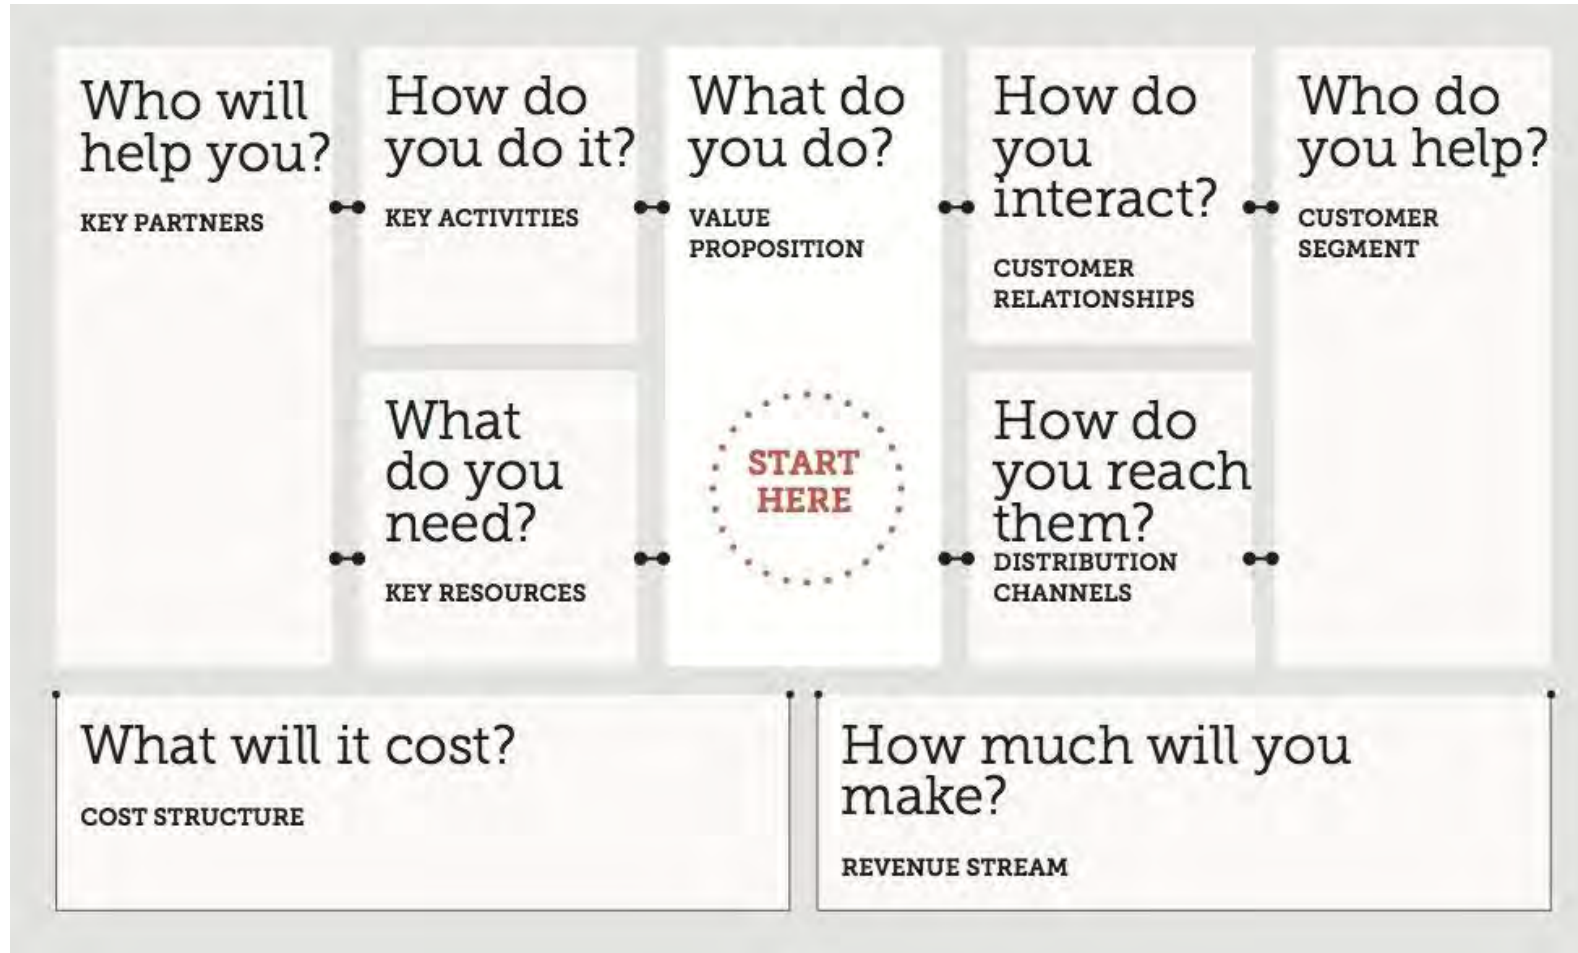 Who will
help you?
KEY PARTNERS
How do
you do it?
KEY ACTIVITIES
What
do you
need?
KEY RESOURCES
What do
you do?
VALUE
PROPOSITION
START
HERE
How do
you
interact?
CUSTOMER
RELATIONSHIPS
How do
you reach
them?
DISTRIBUTION
CHANNELS
Who do
you help?
CUSTOMER
SEGMENT
What will it cost?
COST STRUCTURE
How much will you
make?
REVENUE STREAM